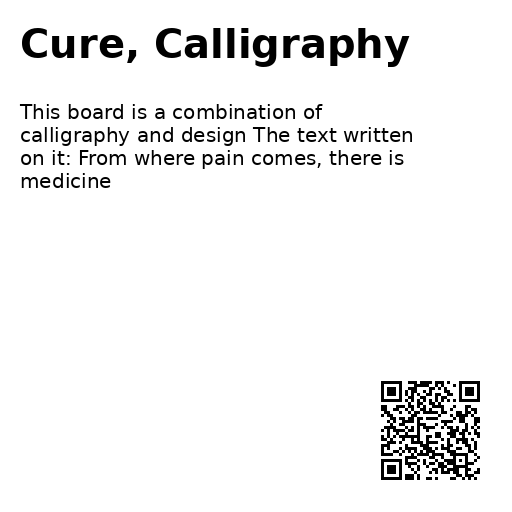 Cure, Calligraphy
This board is a combination of
calligraphy and design The text written
on it: From where pain comes, there is
medicine